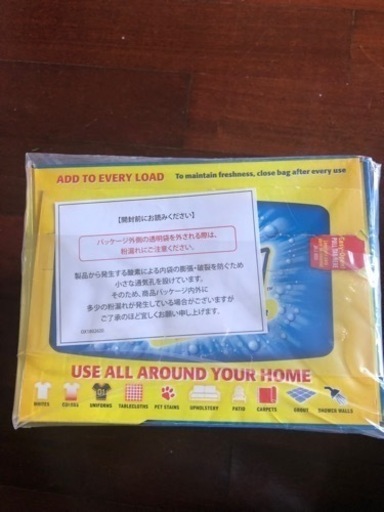 ADD TO EVERY LOAD
To maintain freshness, close bag after every use
【開封前にお読みください】
パッケージ外側の透明袋を外される際は、
粉漏れにご注意ください。
製品から発する酸素による内袋の膨張・破裂を防ぐため
小さな通気孔を設けています。
そのため、商品パッケージ内外に
多少の粉漏れが発生している場合がございますが
ご了承のほど宜しくお願い申し上げます。
USE ALL AROUND YOUR HOME
WHITES COLORS UNIFORMS TABLECLOTHS PET STAINS UPHOLSTERY PATIO CARPETS GROUT SHOWER WALLS